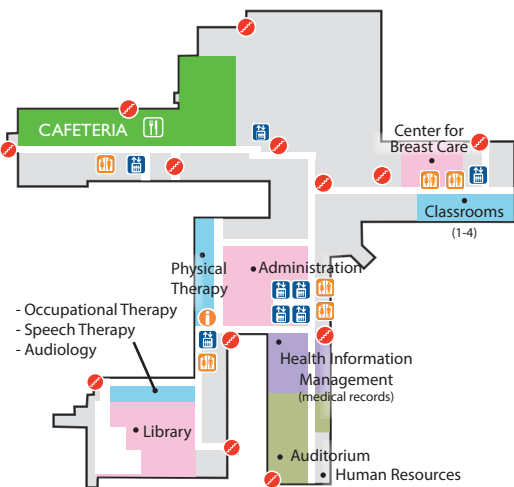 CAFETERIA
Center for
Breast Care
Classrooms
(1-4)
Physical
Therapy
Administration
- Occupational Therapy
- Speech Therapy
- Audiology
i
Health Information
Management
(medical records)
Library
Auditorium
Human Resources